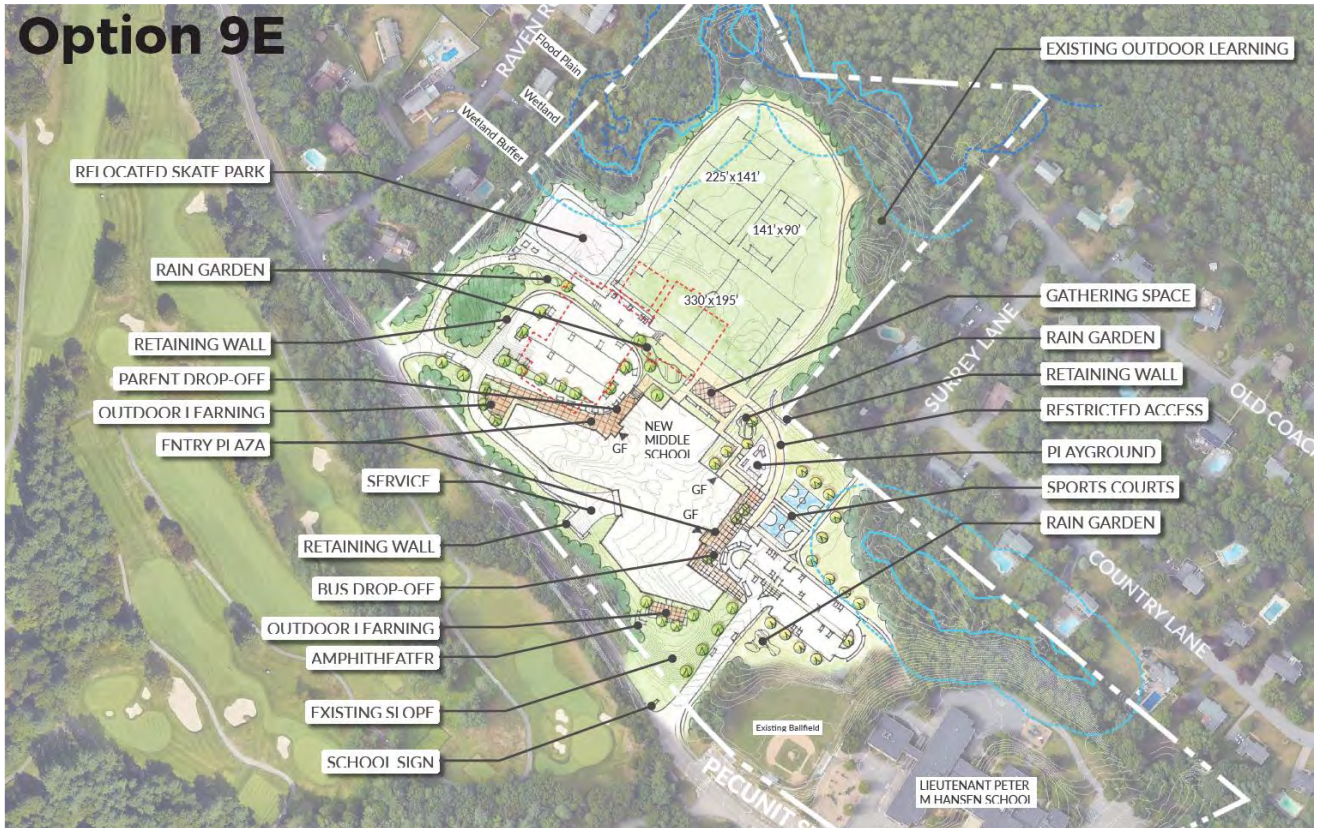 Option 9E
RAVEN R
Flood Plain
Wetland
Wetland Buffer
EXISTING OUTDOOR LEARNING
RELOCATED SKATE PARK
225'x141'
141'x90'
330'x195'
RAIN GARDEN
RETAINING WALL
PARENT DROP-OFF
OUTDOOR LEARNING
ENTRY PLAZA
SERVICE
RETAINING WALL
BUS DROP-OFF
OUTDOOR LEARNING
AMPHITHEATER
EXISTING SLOPE
SCHOOL SIGN
NEW
MIDDLE
SCHOOL
GF
GF
GF
GATHERING SPACE
RAIN GARDEN
RETAINING WALL
RESTRICTED ACCESS
PLAYGROUND
SPORTS COURTS
RAIN GARDEN
SURREY LANE
OLD COACH
COUNTRY LANE
Existing Ballfield
PECUNIT S
LIEUTENANT PETER
M HANSEN SCHOOL